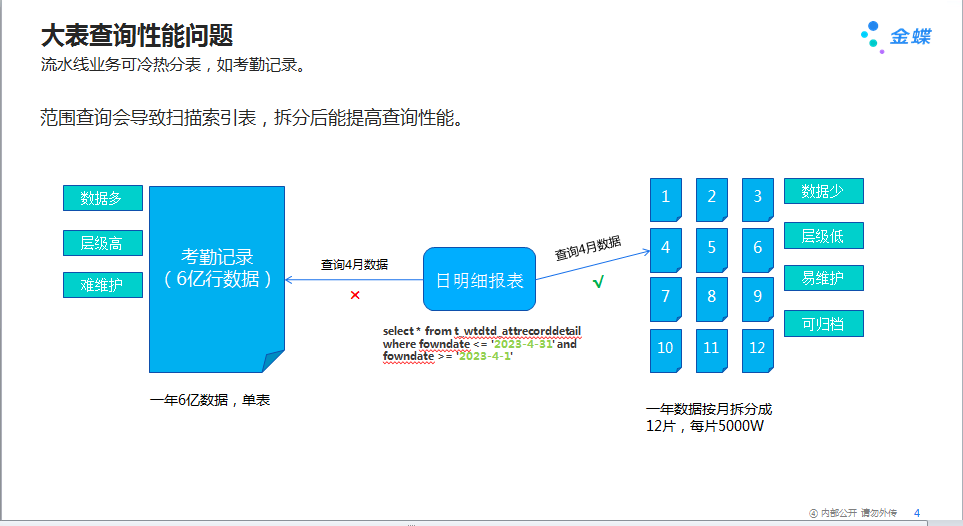 大表查询性能问题
金蝶
流水线业务可冷热分表，如考勤记录。
范围查询会导致扫描索引表，拆分后能提高查询性能。
数据多
层级高
难维护
考勤记录
（6亿行数据）
一年6亿数据，单表
查询4月数据
×
日明细报表
select * from t_wtdtd_attrecorddetail
where fowndate <= '2023-4-31' and
fowndate >= '2023-4-1'
查询4月数据
√
1 2 3
4 5 6
7 8 9
10 11 12
数据少
层级低
易维护
可归档
一年数据按月拆分成
12片，每片5000W
④ 内部公开 请勿外传 4